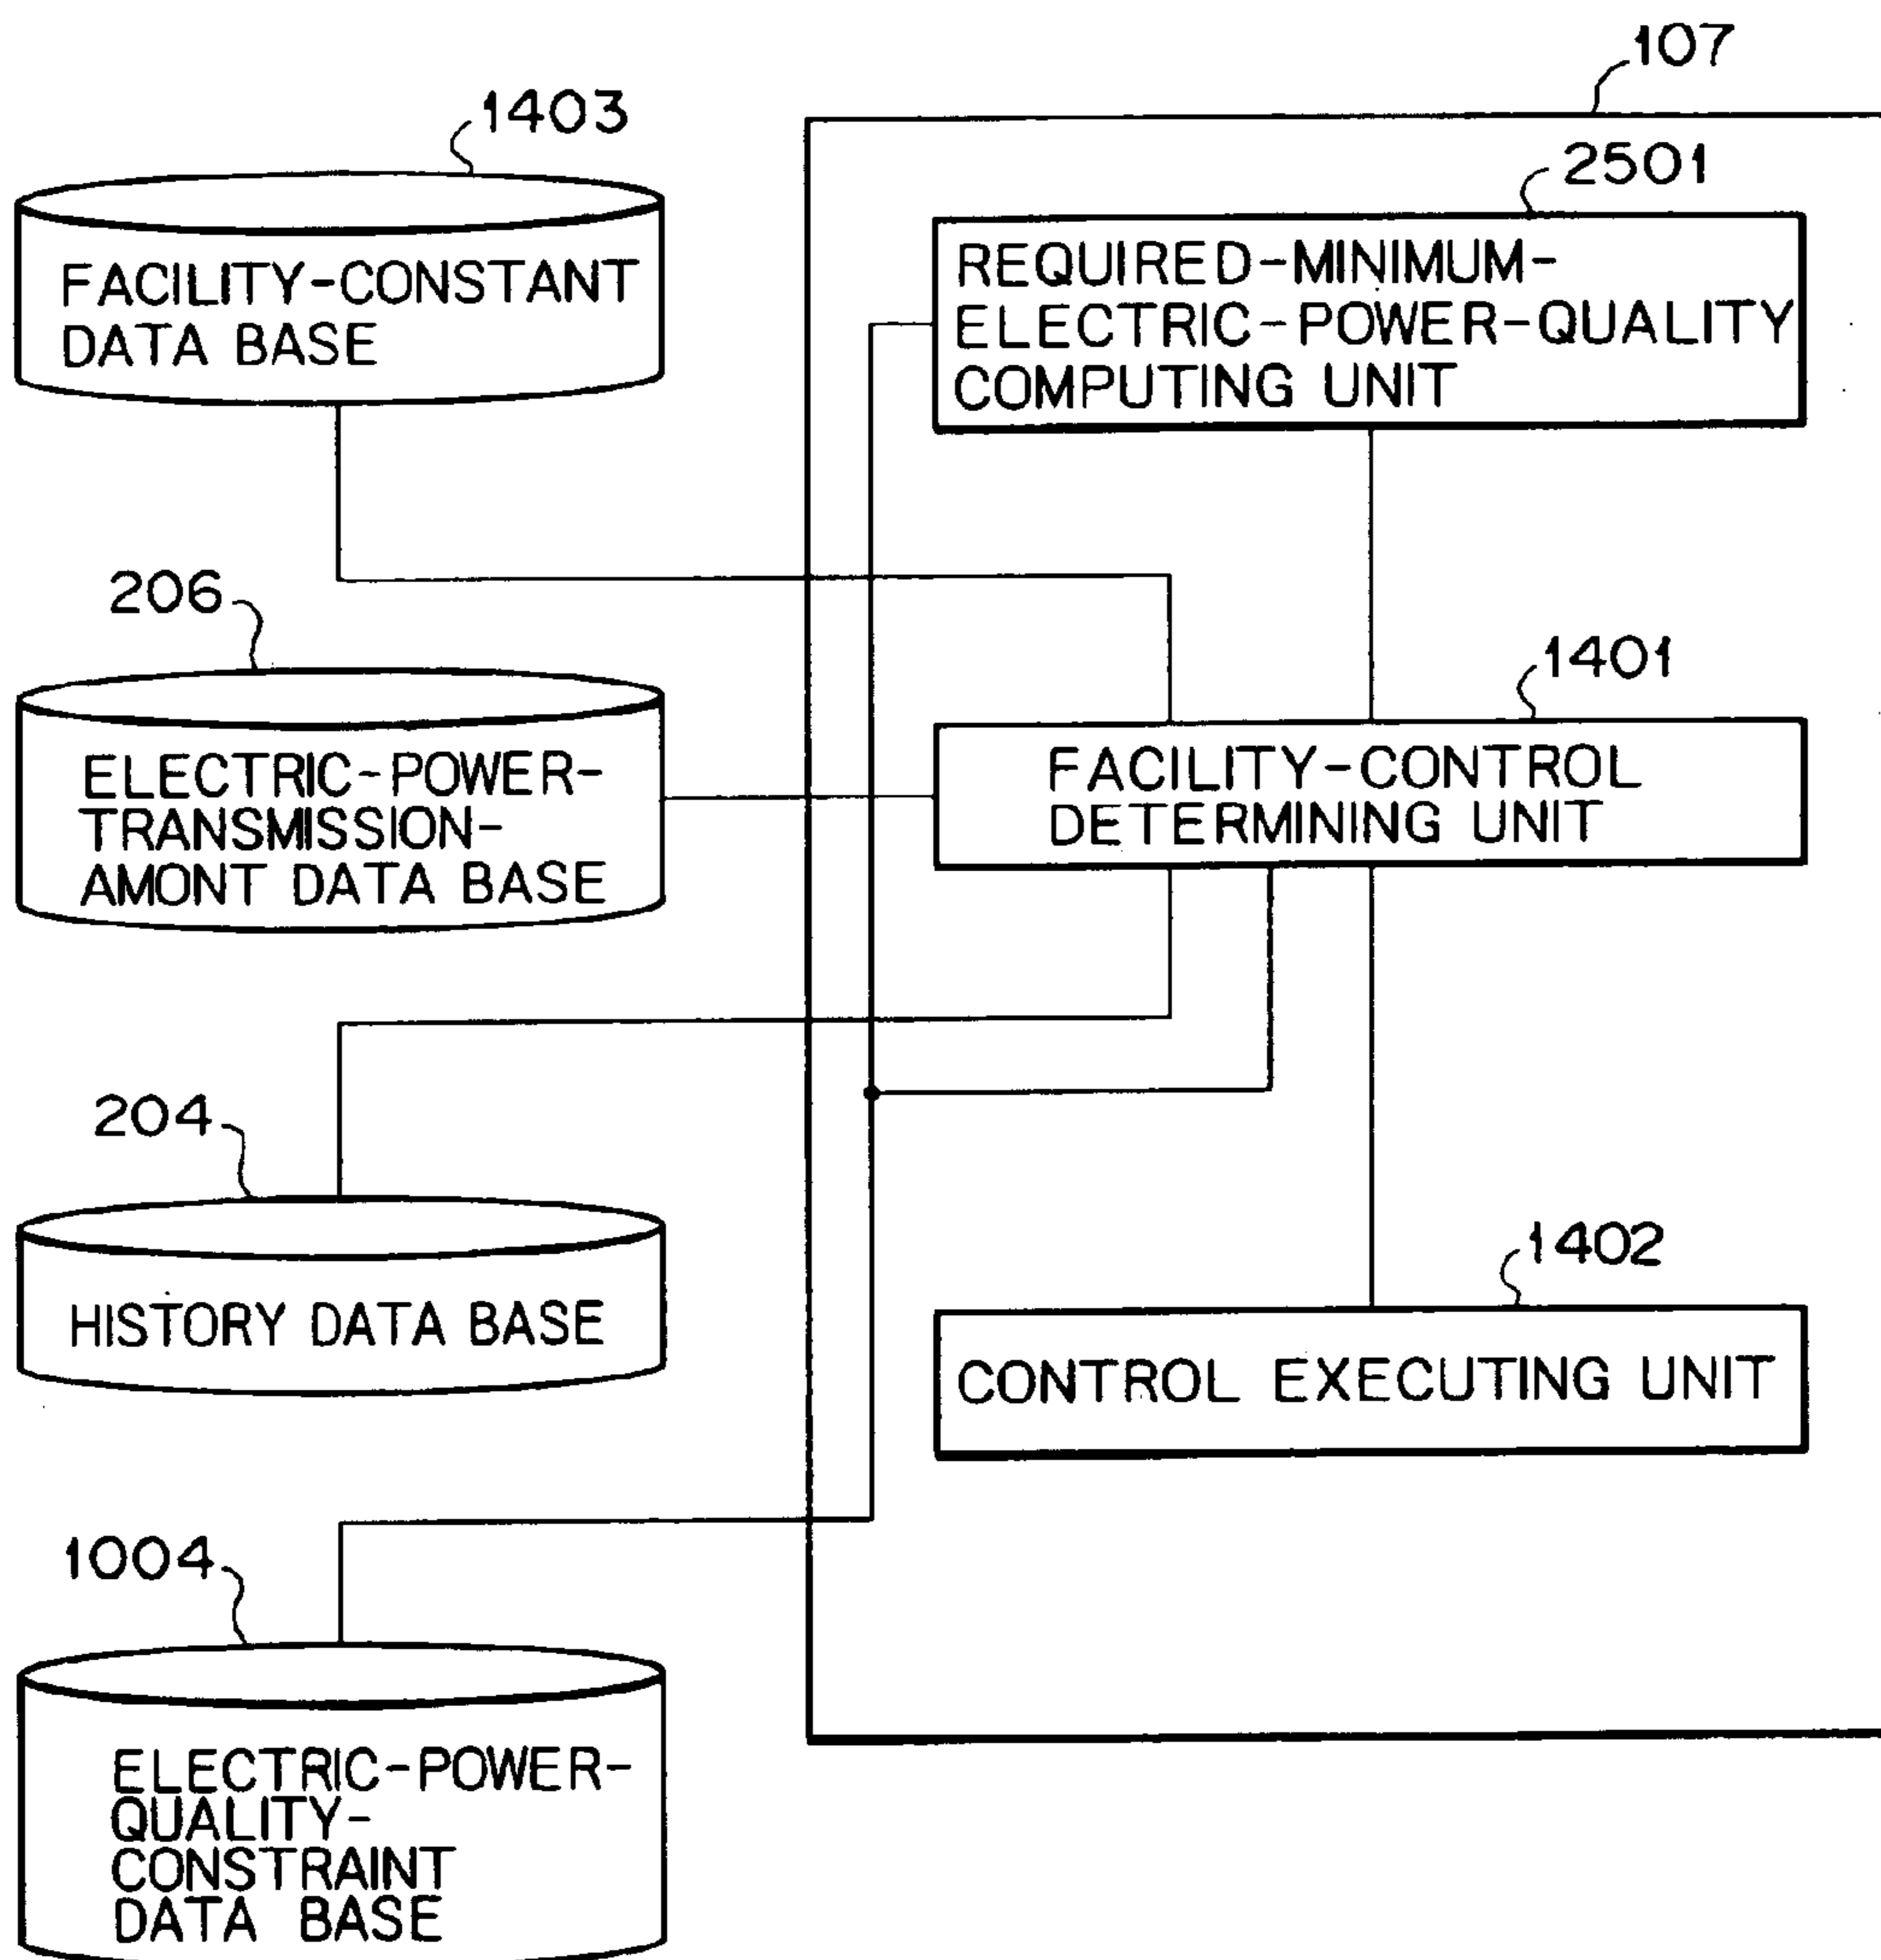 107
1403
2501
FACILITY-CONSTANT
DATA BASE
REQUIRED-MINIMUM-
ELECTRIC-POWER-QUALITY
COMPUTING UNIT
206
1401
ELECTRIC-POWER-
TRANSMISSION-
AMONT DATA BASE
FACILITY-CONTROL
DETERMINING UNIT
204
1402
HISTORY DATA BASE
CONTROL EXECUTING UNIT
1004
ELECTRIC-POWER-
QUALITY-
CONSTRAINT
DATA BASE